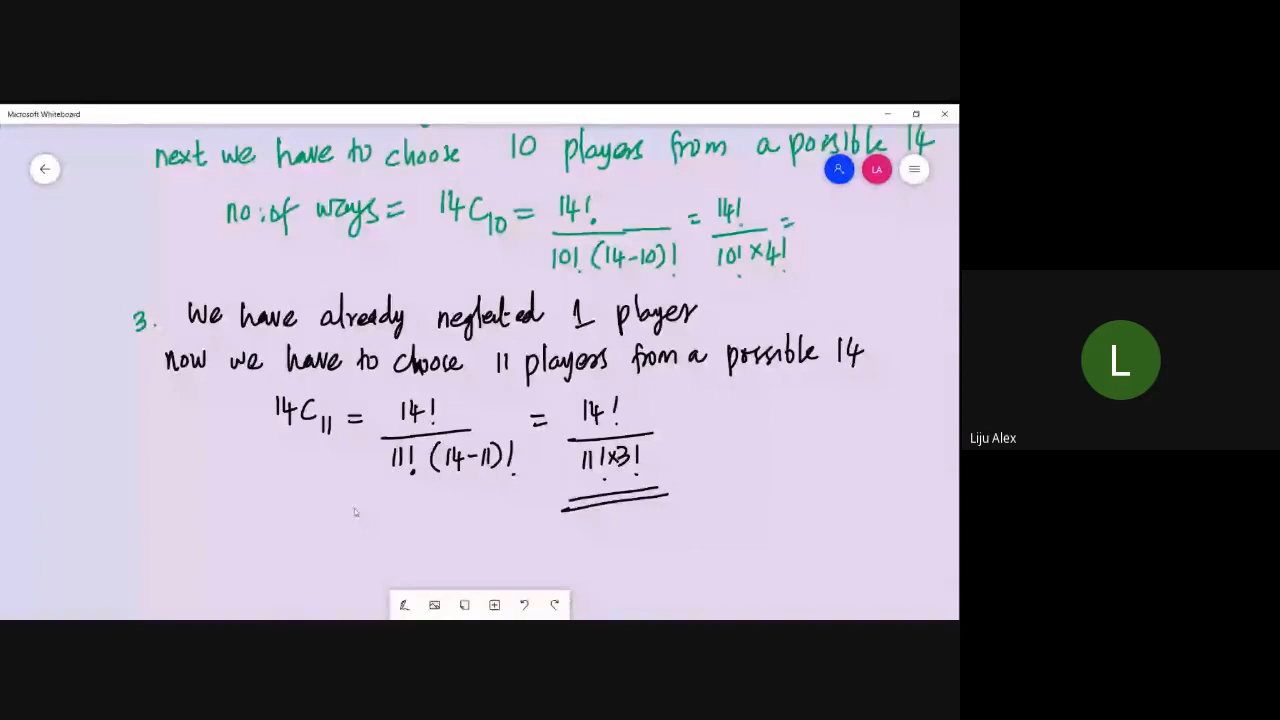 Microsoft Whiteboard
next we have to choose 10 players from a possible 14
LA
no: of ways = 14C10 = 14! / 10! (14-10)! = 14! / 10! × 4! =
3. We have already neglected 1 player
now we have to choose 11 players from a possible 14
14C11 = 14! / 11! (14-11)! = 14! / 11! × 3!
L
Liju Alex